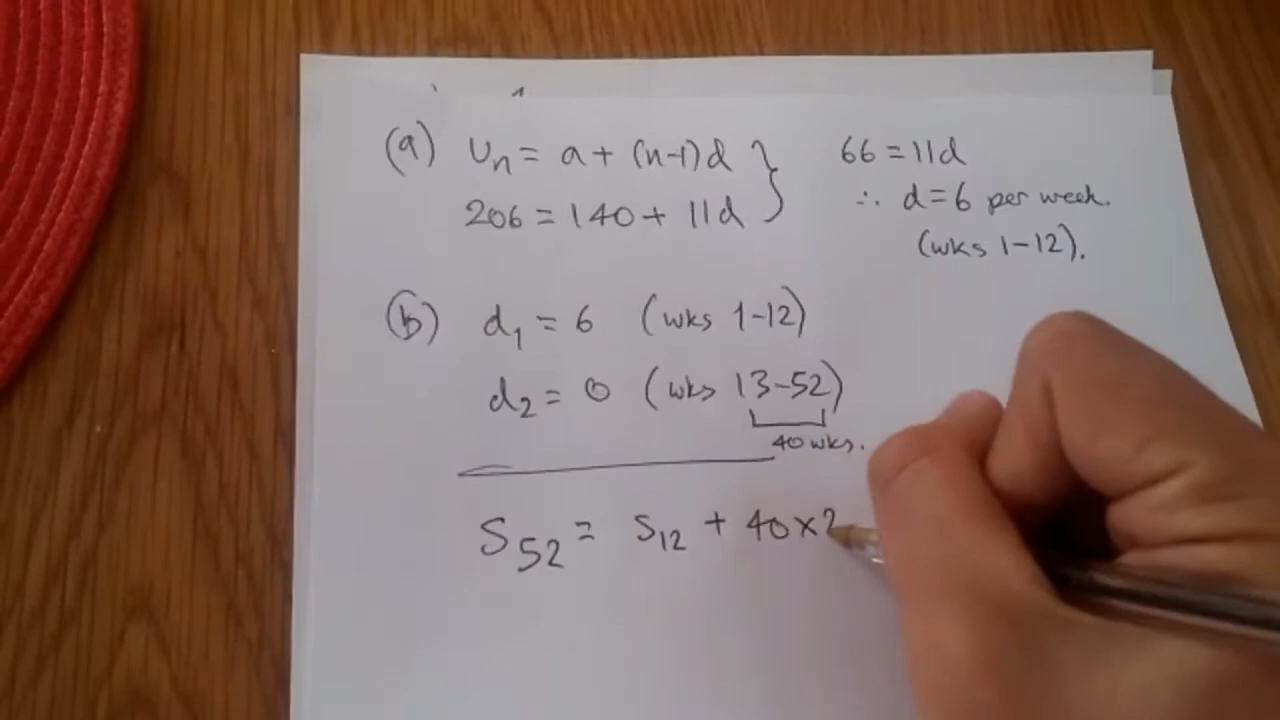 (a) Un = a + (n-1)d } 66 = 11d
206 = 140 + 11d ∴ d = 6 per week.
(wks 1-12).
(b) d1 = 6 (wks 1-12)
d2 = 0 (wks 13-52)
40 wks.
S52 = S12 + 40 × 2